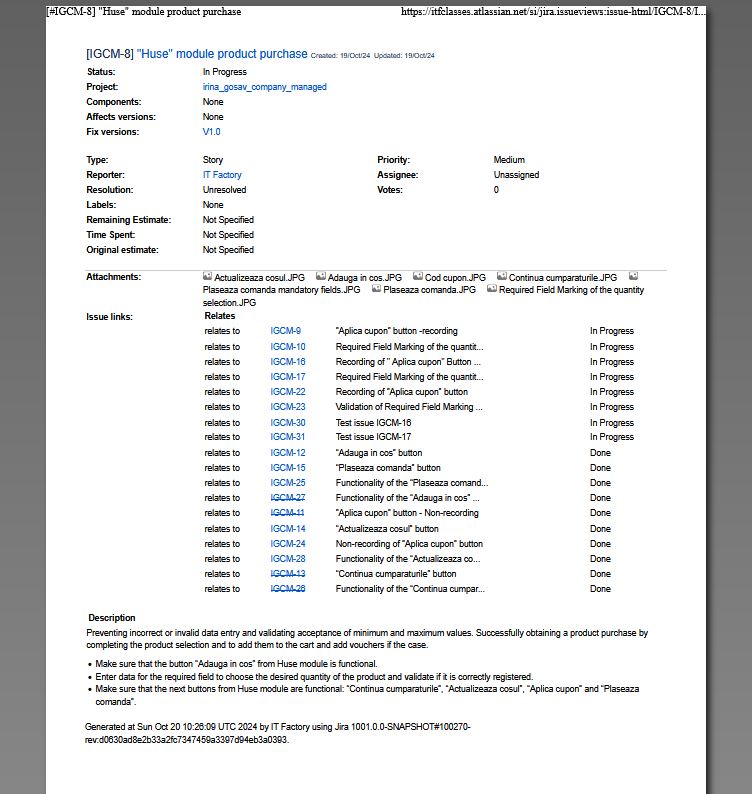 [#IGCM-8] "Huse" module product purchase https://itfclasses.atlassian.net/si/jira.issueviews:issue-html/IGCM-8/I...
[IGCM-8] "Huse" module product purchase Created: 19/Oct/24 Updated: 19/Oct/24
Status: In Progress
Project: irina_gosav_company_managed
Components: None
Affects versions: None
Fix versions: V1.0
Type: Story Priority: Medium
Reporter: IT Factory Assignee: Unassigned
Resolution: Unresolved Votes: 0
Labels: None
Remaining Estimate: Not Specified
Time Spent: Not Specified
Original estimate: Not Specified
Attachments: Actualizeaza cosul.JPG Adauga in cos.JPG Cod cupon.JPG Continua cumparaturile.JPG
Plaseaza comanda mandatory fields.JPG Plaseaza comanda.JPG Required Field Marking of the quantity
selection.JPG
Issue links: Relates
relates to IGCM-9 "Aplica cupon" button -recording In Progress
relates to IGCM-10 Required Field Marking of the quantit... In Progress
relates to IGCM-16 Recording of " Aplica cupon" Button ... In Progress
relates to IGCM-17 Required Field Marking of the quantit... In Progress
relates to IGCM-22 Recording of "Aplica cupon" button In Progress
relates to IGCM-23 Validation of Required Field Marking ... In Progress
relates to IGCM-30 Test issue IGCM-16 In Progress
relates to IGCM-31 Test issue IGCM-17 In Progress
relates to IGCM-12 "Adauga in cos" button Done
relates to IGCM-15 "Plaseaza comanda" button Done
relates to IGCM-25 Functionality of the "Plaseaza comand... Done
relates to IGCM-27 Functionality of the "Adauga in cos" ... Done
relates to IGCM-11 "Aplica cupon" button - Non-recording Done
relates to IGCM-14 "Actualizeaza cosul" button Done
relates to IGCM-24 Non-recording of "Aplica cupon" button Done
relates to IGCM-28 Functionality of the "Actualizeaza co... Done
relates to IGCM-13 "Continua cumparaturile" button Done
relates to IGCM-26 Functionality of the "Continua cumpar... Done
Description
Preventing incorrect or invalid data entry and validating acceptance of minimum and maximum values. Successfully obtaining a product purchase by
completing the product selection and to add them to the cart and add vouchers if the case.
• Make sure that the button "Adauga in cos" from Huse module is functional.
• Enter data for the required field to choose the desired quantity of the product and validate if it is correctly registered.
• Make sure that the next buttons from Huse module are functional: "Continua cumparaturile", "Actualizeaza cosul", "Aplica cupon" and "Plaseaza
comanda".
Generated at Sun Oct 20 10:26:09 UTC 2024 by IT Factory using Jira 1001.0.0-SNAPSHOT#100270-
rev:d0630ad8e2b33a2fc7347459a3397d94eb3a0393.